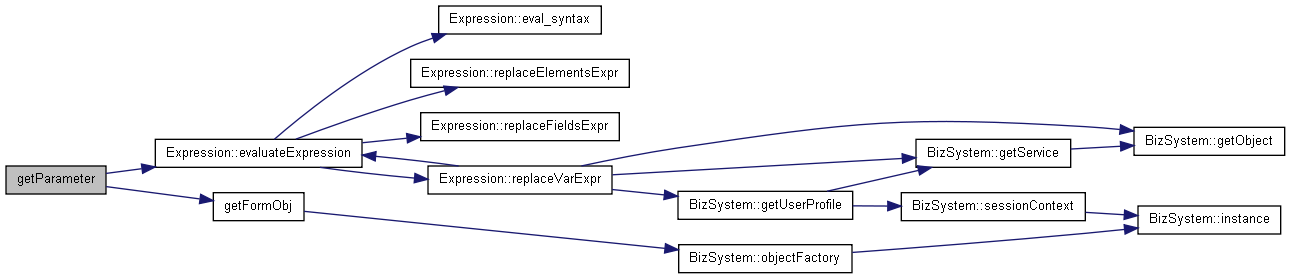 Expression::eval_syntax
Expression::replaceElementsExpr
Expression::replaceFieldsExpr
Expression::evaluateExpression
BizSystem::getObject
BizSystem::getService
getParameter
Expression::replaceVarExpr
getFormObj
BizSystem::getUserProfile
BizSystem::sessionContext
BizSystem::instance
BizSystem::objectFactory